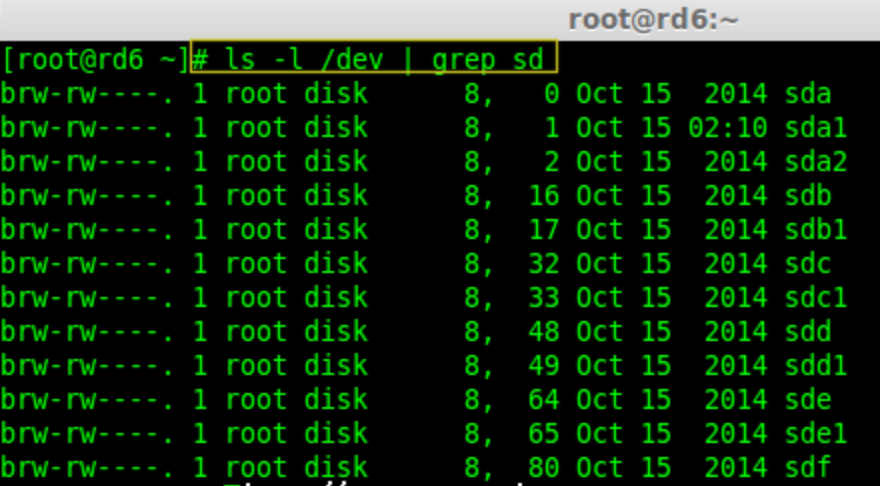 root@rd6:~
[root@rd6 ~]# ls -l /dev | grep sd
brw-rw----. 1 root disk      8,   0 Oct 15  2014 sda
brw-rw----. 1 root disk      8,   1 Oct 15 02:10 sda1
brw-rw----. 1 root disk      8,   2 Oct 15  2014 sda2
brw-rw----. 1 root disk      8,  16 Oct 15  2014 sdb
brw-rw----. 1 root disk      8,  17 Oct 15  2014 sdb1
brw-rw----. 1 root disk      8,  32 Oct 15  2014 sdc
brw-rw----. 1 root disk      8,  33 Oct 15  2014 sdc1
brw-rw----. 1 root disk      8,  48 Oct 15  2014 sdd
brw-rw----. 1 root disk      8,  49 Oct 15  2014 sdd1
brw-rw----. 1 root disk      8,  64 Oct 15  2014 sde
brw-rw----. 1 root disk      8,  65 Oct 15  2014 sde1
brw-rw----. 1 root disk      8,  80 Oct 15  2014 sdf